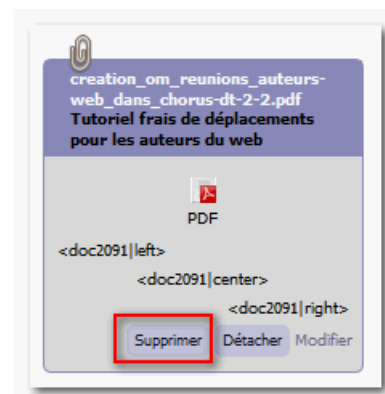 creation_om_reunions_auteurs-
web_dans_chorus-dt-2-2.pdf
Tutoriel frais de déplacements
pour les auteurs du web
PDF
<doc2091|left>
<doc2091|center>
<doc2091|right>
Supprimer Détacher Modifier